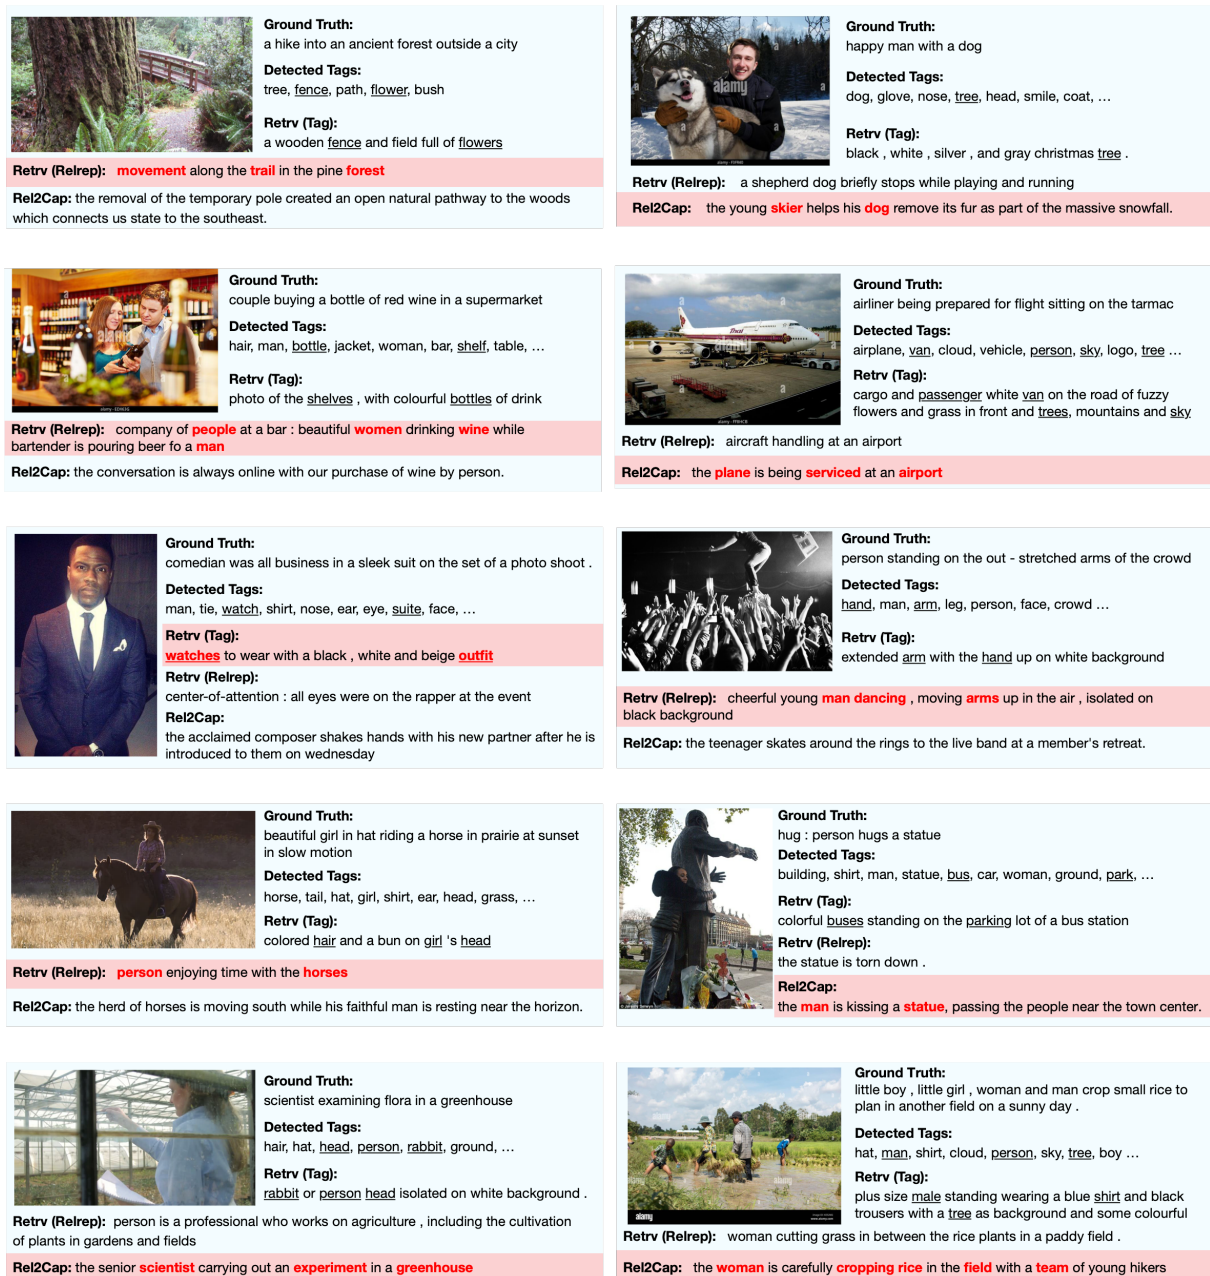 Ground Truth:
a hike into an ancient forest outside a city
Detected Tags:
tree, fence, path, flower, bush
Retrv (Tag):
a wooden fence and field full of flowers
Retrv (Relrep): movement along the trail in the pine forest
Rel2Cap: the removal of the temporary pole created an open natural pathway to the woods
which connects us state to the southeast.
Ground Truth:
happy man with a dog
Detected Tags:
dog, glove, nose, tree, head, smile, coat, …
Retrv (Tag):
black , white , silver , and gray christmas tree .
alamy
Retrv (Relrep): a shepherd dog briefly stops while playing and running
Rel2Cap: the young skier helps his dog remove its fur as part of the massive snowfall.
Ground Truth:
couple buying a bottle of red wine in a supermarket
Detected Tags:
hair, man, bottle, jacket, woman, bar, shelf, table, …
Retrv (Tag):
photo of the shelves , with colourful bottles of drink
alamy
Retrv (Relrep): company of people at a bar : beautiful women drinking wine while
bartender is pouring beer fo a man
Rel2Cap: the conversation is always online with our purchase of wine by person.
Ground Truth:
airliner being prepared for flight sitting on the tarmac
Detected Tags:
airplane, van, cloud, vehicle, person, sky, logo, tree …
Retrv (Tag):
cargo and passenger white van on the road of fuzzy
flowers and grass in front and trees, mountains and sky
Thai
alamy
Retrv (Relrep): aircraft handling at an airport
Rel2Cap: the plane is being serviced at an airport
Ground Truth:
comedian was all business in a sleek suit on the set of a photo shoot .
Detected Tags:
man, tie, watch, shirt, nose, ear, eye, suite, face, …
Retrv (Tag):
watches to wear with a black , white and beige outfit
Retrv (Relrep):
center-of-attention : all eyes were on the rapper at the event
Rel2Cap:
the acclaimed composer shakes hands with his new partner after he is
introduced to them on wednesday
Ground Truth:
person standing on the out - stretched arms of the crowd
Detected Tags:
hand, man, arm, leg, person, face, crowd …
Retrv (Tag):
extended arm with the hand up on white background
Retrv (Relrep): cheerful young man dancing , moving arms up in the air , isolated on
black background
Rel2Cap: the teenager skates around the rings to the live band at a member's retreat.
Ground Truth:
beautiful girl in hat riding a horse in prairie at sunset
in slow motion
Detected Tags:
horse, tail, hat, girl, shirt, ear, head, grass, …
Retrv (Tag):
colored hair and a bun on girl 's head
Retrv (Relrep): person enjoying time with the horses
Rel2Cap: the herd of horses is moving south while his faithful man is resting near the horizon.
Ground Truth:
hug : person hugs a statue
Detected Tags:
building, shirt, man, statue, bus, car, woman, ground, park, …
Retrv (Tag):
colorful buses standing on the parking lot of a bus station
Retrv (Relrep):
the statue is torn down .
Rel2Cap:
the man is kissing a statue, passing the people near the town center.
Ground Truth:
scientist examining flora in a greenhouse
Detected Tags:
hair, hat, head, person, rabbit, ground, …
Retrv (Tag):
rabbit or person head isolated on white background .
Retrv (Relrep): person is a professional who works on agriculture , including the cultivation
of plants in gardens and fields
Rel2Cap: the senior scientist carrying out an experiment in a greenhouse
Ground Truth:
little boy , little girl , woman and man crop small rice to
plan in another field on a sunny day .
Detected Tags:
hat, man, shirt, cloud, person, sky, tree, boy …
Retrv (Tag):
plus size male standing wearing a blue shirt and black
trousers with a tree as background and some colourful
alamy
alamy
Retrv (Relrep): woman cutting grass in between the rice plants in a paddy field .
Rel2Cap: the woman is carefully cropping rice in the field with a team of young hikers